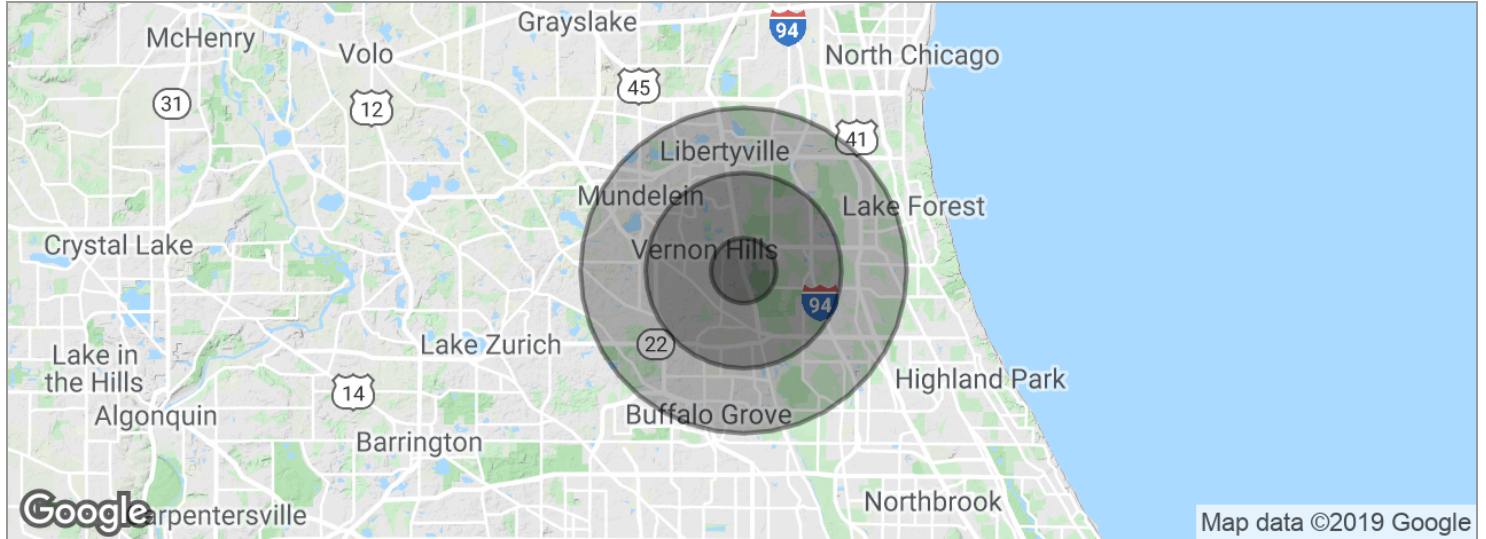 Grayslake
94
McHenry
Volo
North Chicago
45
31
12
41
Libertyville
Mundelein
Lake Forest
Crystal Lake
Vernon Hills
94
Lake in
the Hills
Lake Zurich
22
14
Highland Park
Algonquin
Buffalo Grove
Barrington
Northbrook
Google
Carpentersville
Map data ©2019 Google